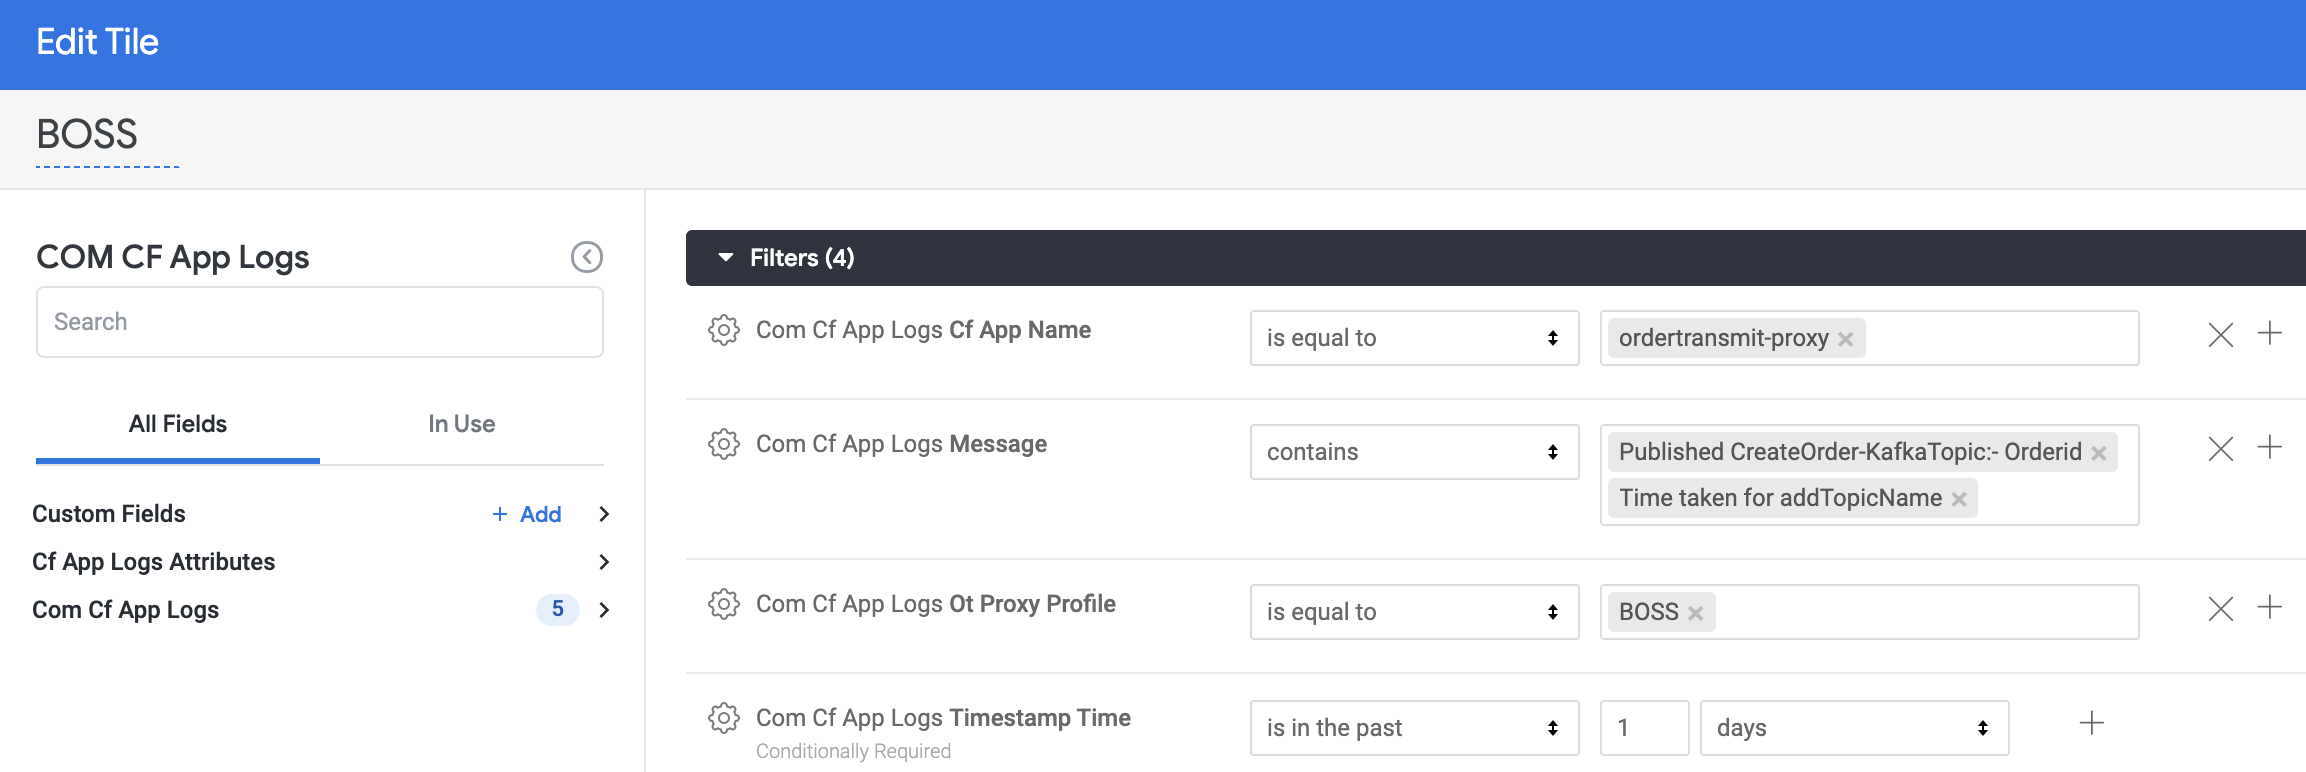 Edit Tile
BOSS
COM CF App Logs
Search
All Fields In Use
Custom Fields + Add
Cf App Logs Attributes
Com Cf App Logs 5
Filters (4)
Com Cf App Logs Cf App Name is equal to ordertransmit-proxy
Com Cf App Logs Message contains Published CreateOrder-KafkaTopic:- Orderid
Time taken for addTopicName
Com Cf App Logs Ot Proxy Profile is equal to BOSS
Com Cf App Logs Timestamp Time is in the past 1 days
Conditionally Required